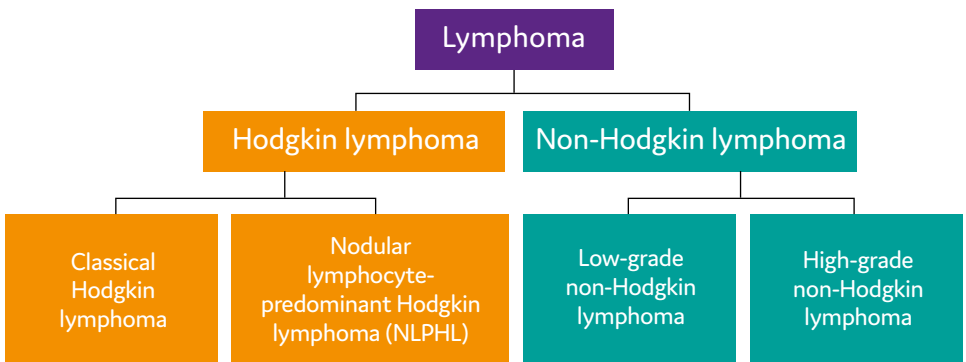 Lymphoma
Hodgkin lymphoma
Non-Hodgkin lymphoma
Classical
Hodgkin
lymphoma
Nodular
lymphocyte-
predominant Hodgkin
lymphoma (NLPHL)
Low-grade
non-Hodgkin
lymphoma
High-grade
non-Hodgkin
lymphoma